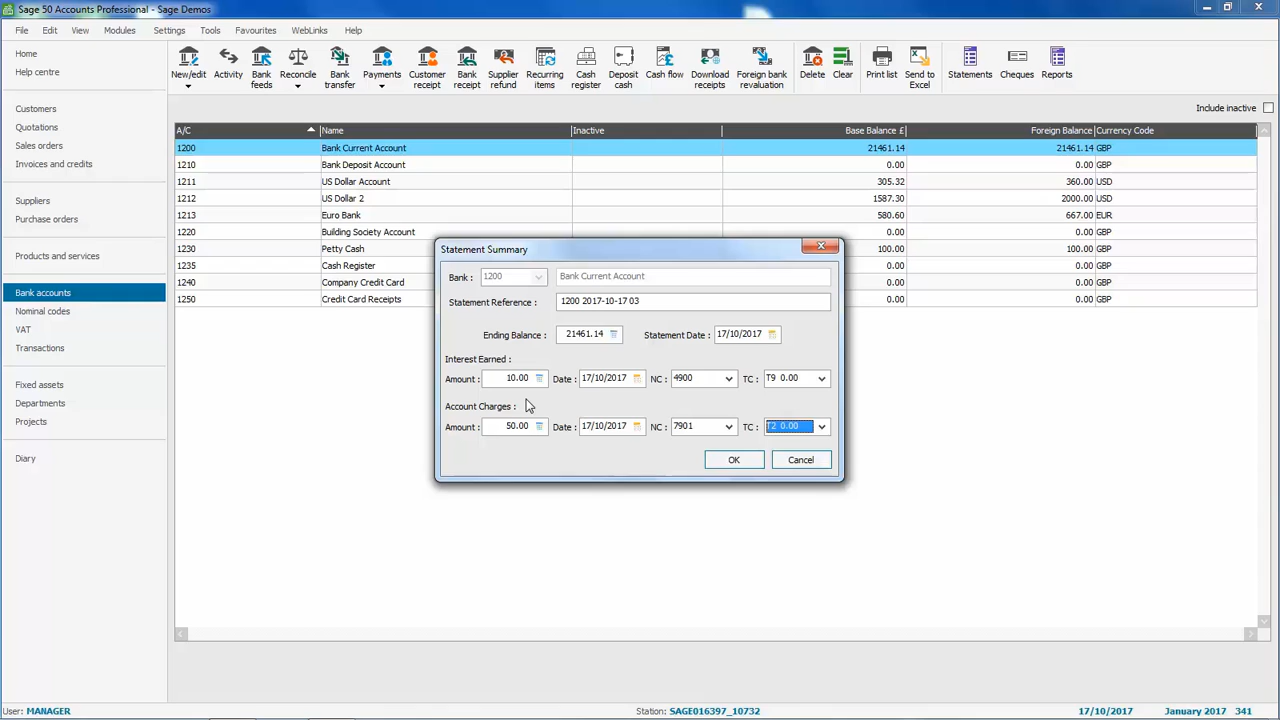 Sage 50 Accounts Professional - Sage Demos
File Edit View Modules Settings Tools Favourites WebLinks Help
Home
Help centre
Customers
Quotations
Sales orders
Invoices and credits
Suppliers
Purchase orders
Products and services
Bank accounts
Nominal codes
VAT
Transactions
Fixed assets
Departments
Projects
Diary
New/edit Activity Bank feeds Reconcile Bank transfer Payments Customer receipt Bank receipt Supplier refund Recurring items Cash register Deposit cash Cash flow Download receipts Foreign bank revaluation Delete Clear Print list Send to Excel Statements Cheques Reports
Include inactive
A/C Name Inactive Base Balance £ Foreign Balance Currency Code
1200 Bank Current Account 21461.14 21461.14 GBP
1210 Bank Deposit Account 0.00 0.00 GBP
1211 US Dollar Account 305.32 360.00 USD
1212 US Dollar 2 1587.30 2000.00 USD
1213 Euro Bank 580.60 667.00 EUR
1220 Building Society Account 0.00 0.00 GBP
1230 Petty Cash 100.00 100.00 GBP
1235 Cash Register 0.00 0.00 GBP
1240 Company Credit Card 0.00 0.00 GBP
1250 Credit Card Receipts 0.00 0.00 GBP
Statement Summary
Bank : 1200 Bank Current Account
Statement Reference : 1200 2017-10-17 03
Ending Balance : 21461.14 Statement Date : 17/10/2017
Interest Earned :
Amount : 10.00 Date : 17/10/2017 NC : 4900 TC : T9 0.00
Account Charges :
Amount : 50.00 Date : 17/10/2017 NC : 7901 TC : T2 0.00
OK Cancel
User: MANAGER Station: SAGE016397_10732 17/10/2017 January 2017 341